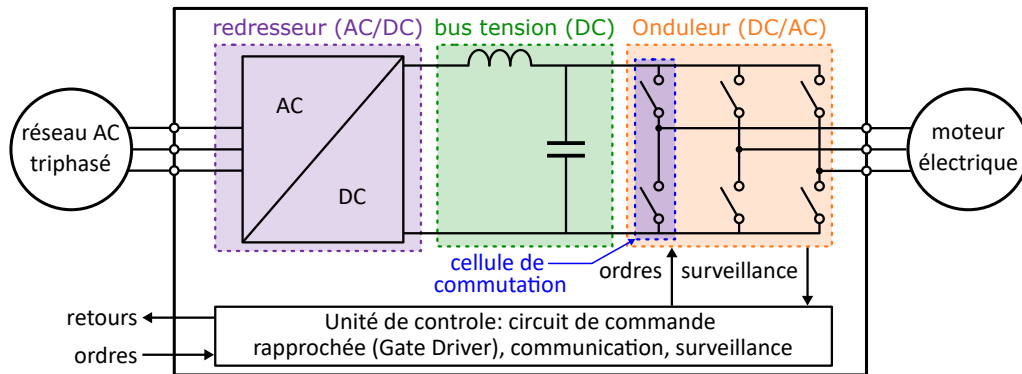 redresseur (AC/DC)
bus tension (DC)
Onduleur (DC/AC)
AC
DC
réseau AC
triphasé
moteur
électrique
cellule de
commutation
ordres
surveillance
retours
ordres
Unité de controle: circuit de commande
rapprochée (Gate Driver), communication, surveillance